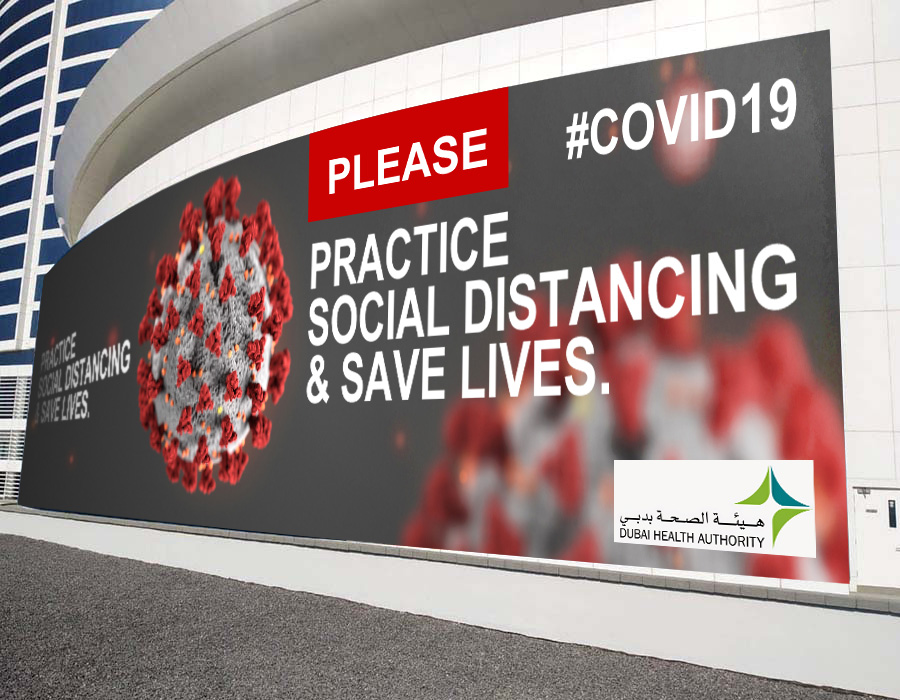 PLEASE
#COVID19
PRACTICE
SOCIAL DISTANCING
& SAVE LIVES.
PRACTICE
SOCIAL DISTANCING
& SAVE LIVES.
هيئة الصحة بدبي
DUBAI HEALTH AUTHORITY